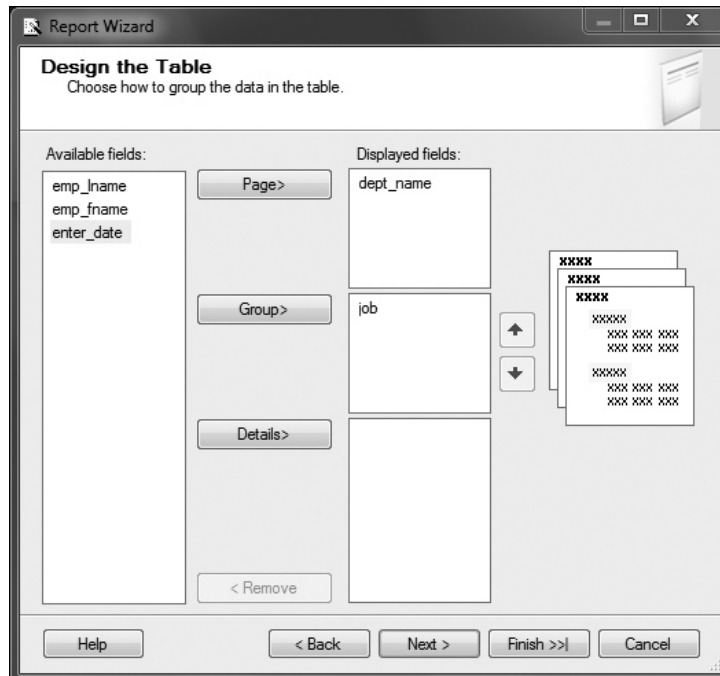 Report Wizard
Design the Table
Choose how to group the data in the table.
Available fields:
Displayed fields:
emp_lname
emp_fname
enter_date
Page>
dept_name
Group>
job
Details>
< Remove
xxxx
xxxx
xxxx
xxxxx
xxx xxx xxx
xxx xxx xxx
xxxxx
xxx xxx xxx
xxx xxx xxx
Help
< Back
Next >
Finish >>|
Cancel